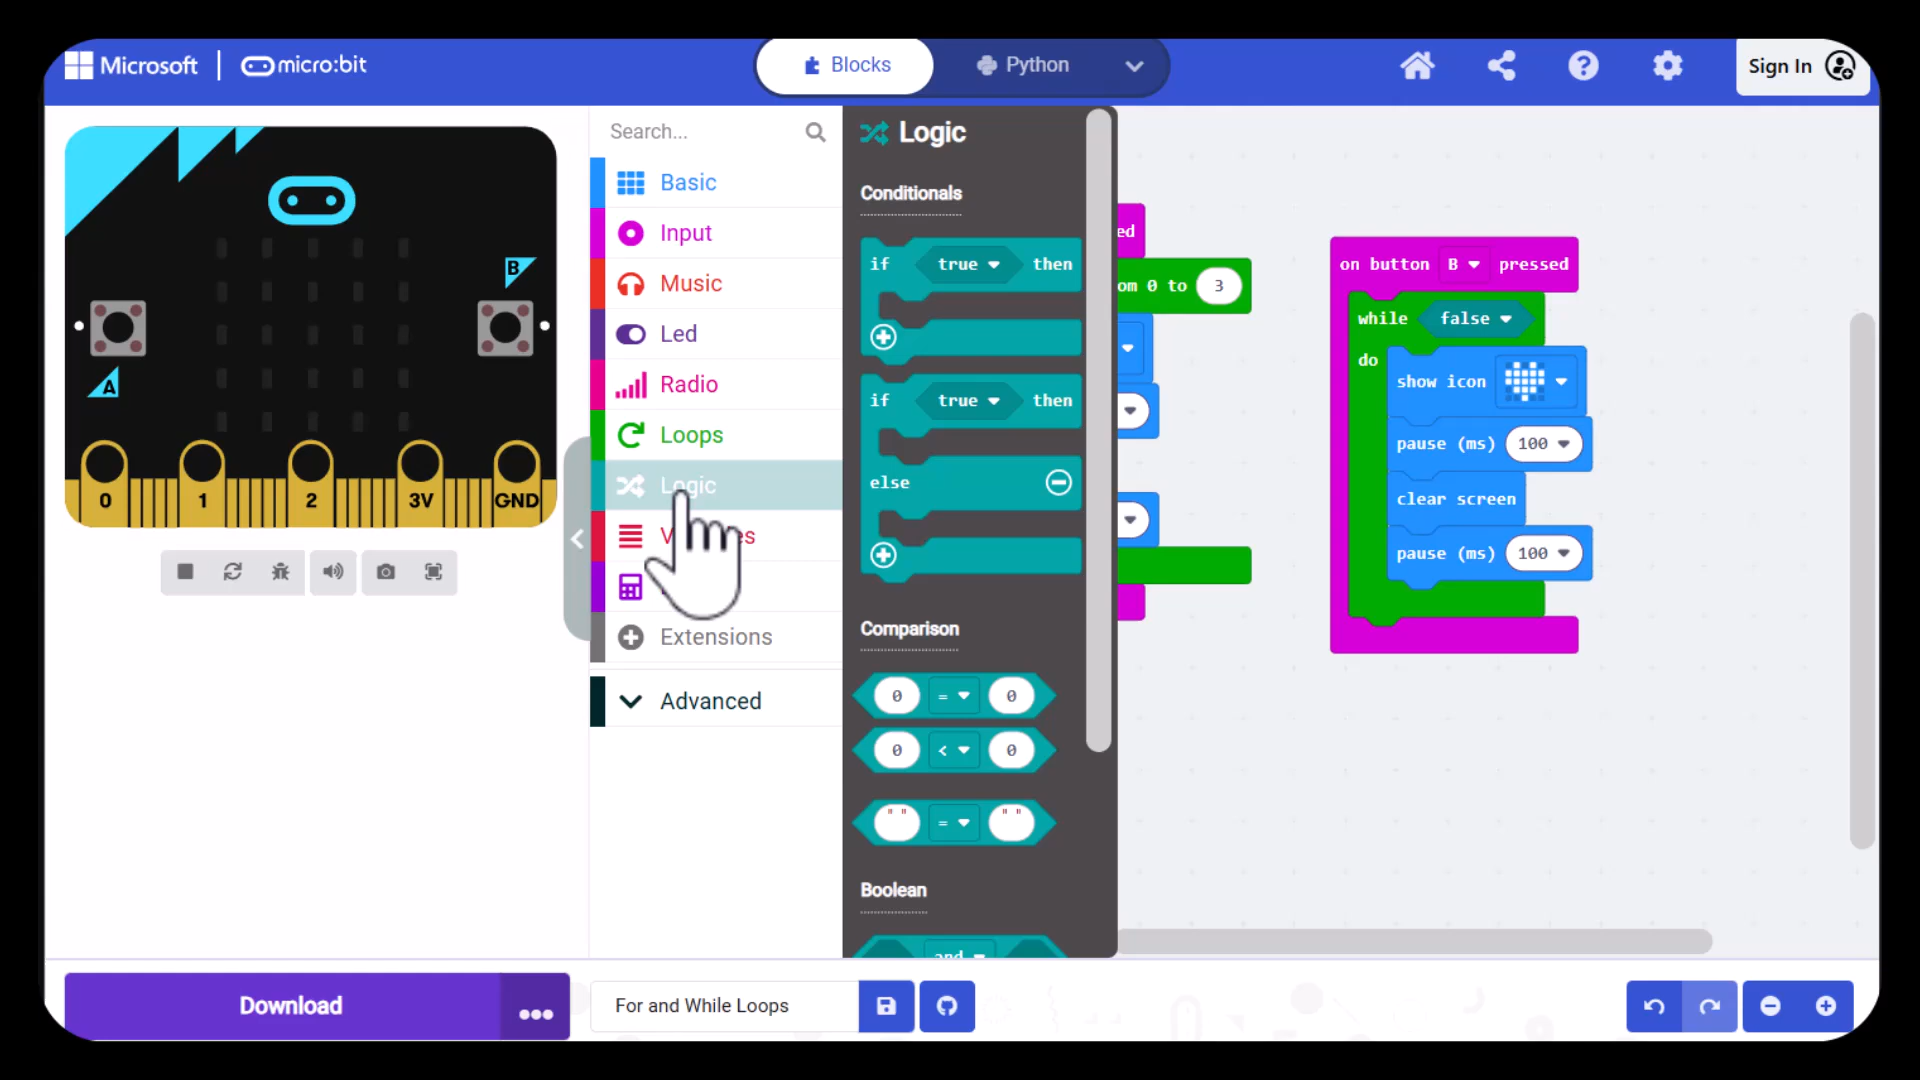 Microsoft | micro:bit
Blocks
Python
Sign In
Search...
Basic
Input
Music
Led
Radio
Loops
Logic
Extensions
Advanced
Logic
Conditionals
if true then
if true then
else
Comparison
0 = 0
0 < 0
" " = " "
Boolean
and
ed
om 0 to 3
on button B pressed
while false
do
show icon
pause (ms) 100
clear screen
pause (ms) 100
B
A
0 1 2 3V GND
Download
For and While Loops